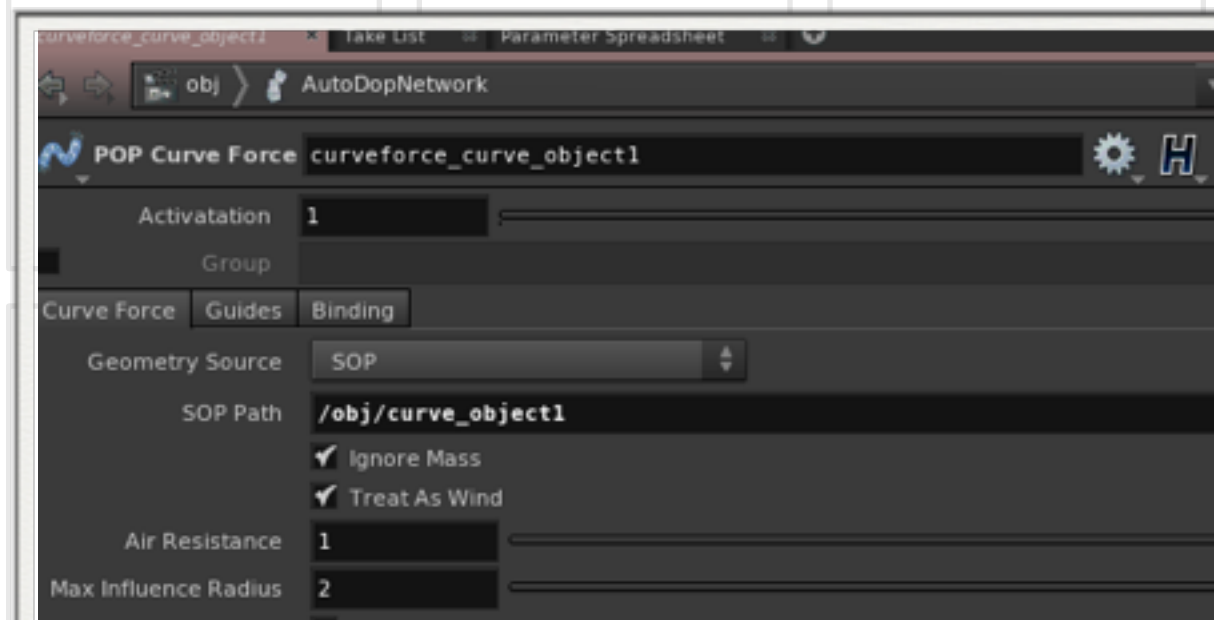 curveforce_curve_object1 × Take List Parameter Spreadsheet
obj AutoDopNetwork
POP Curve Force curveforce_curve_object1
Activatation 1
Group
Curve Force Guides Binding
Geometry Source SOP
SOP Path /obj/curve_object1
Ignore Mass
Treat As Wind
Air Resistance 1
Max Influence Radius 2